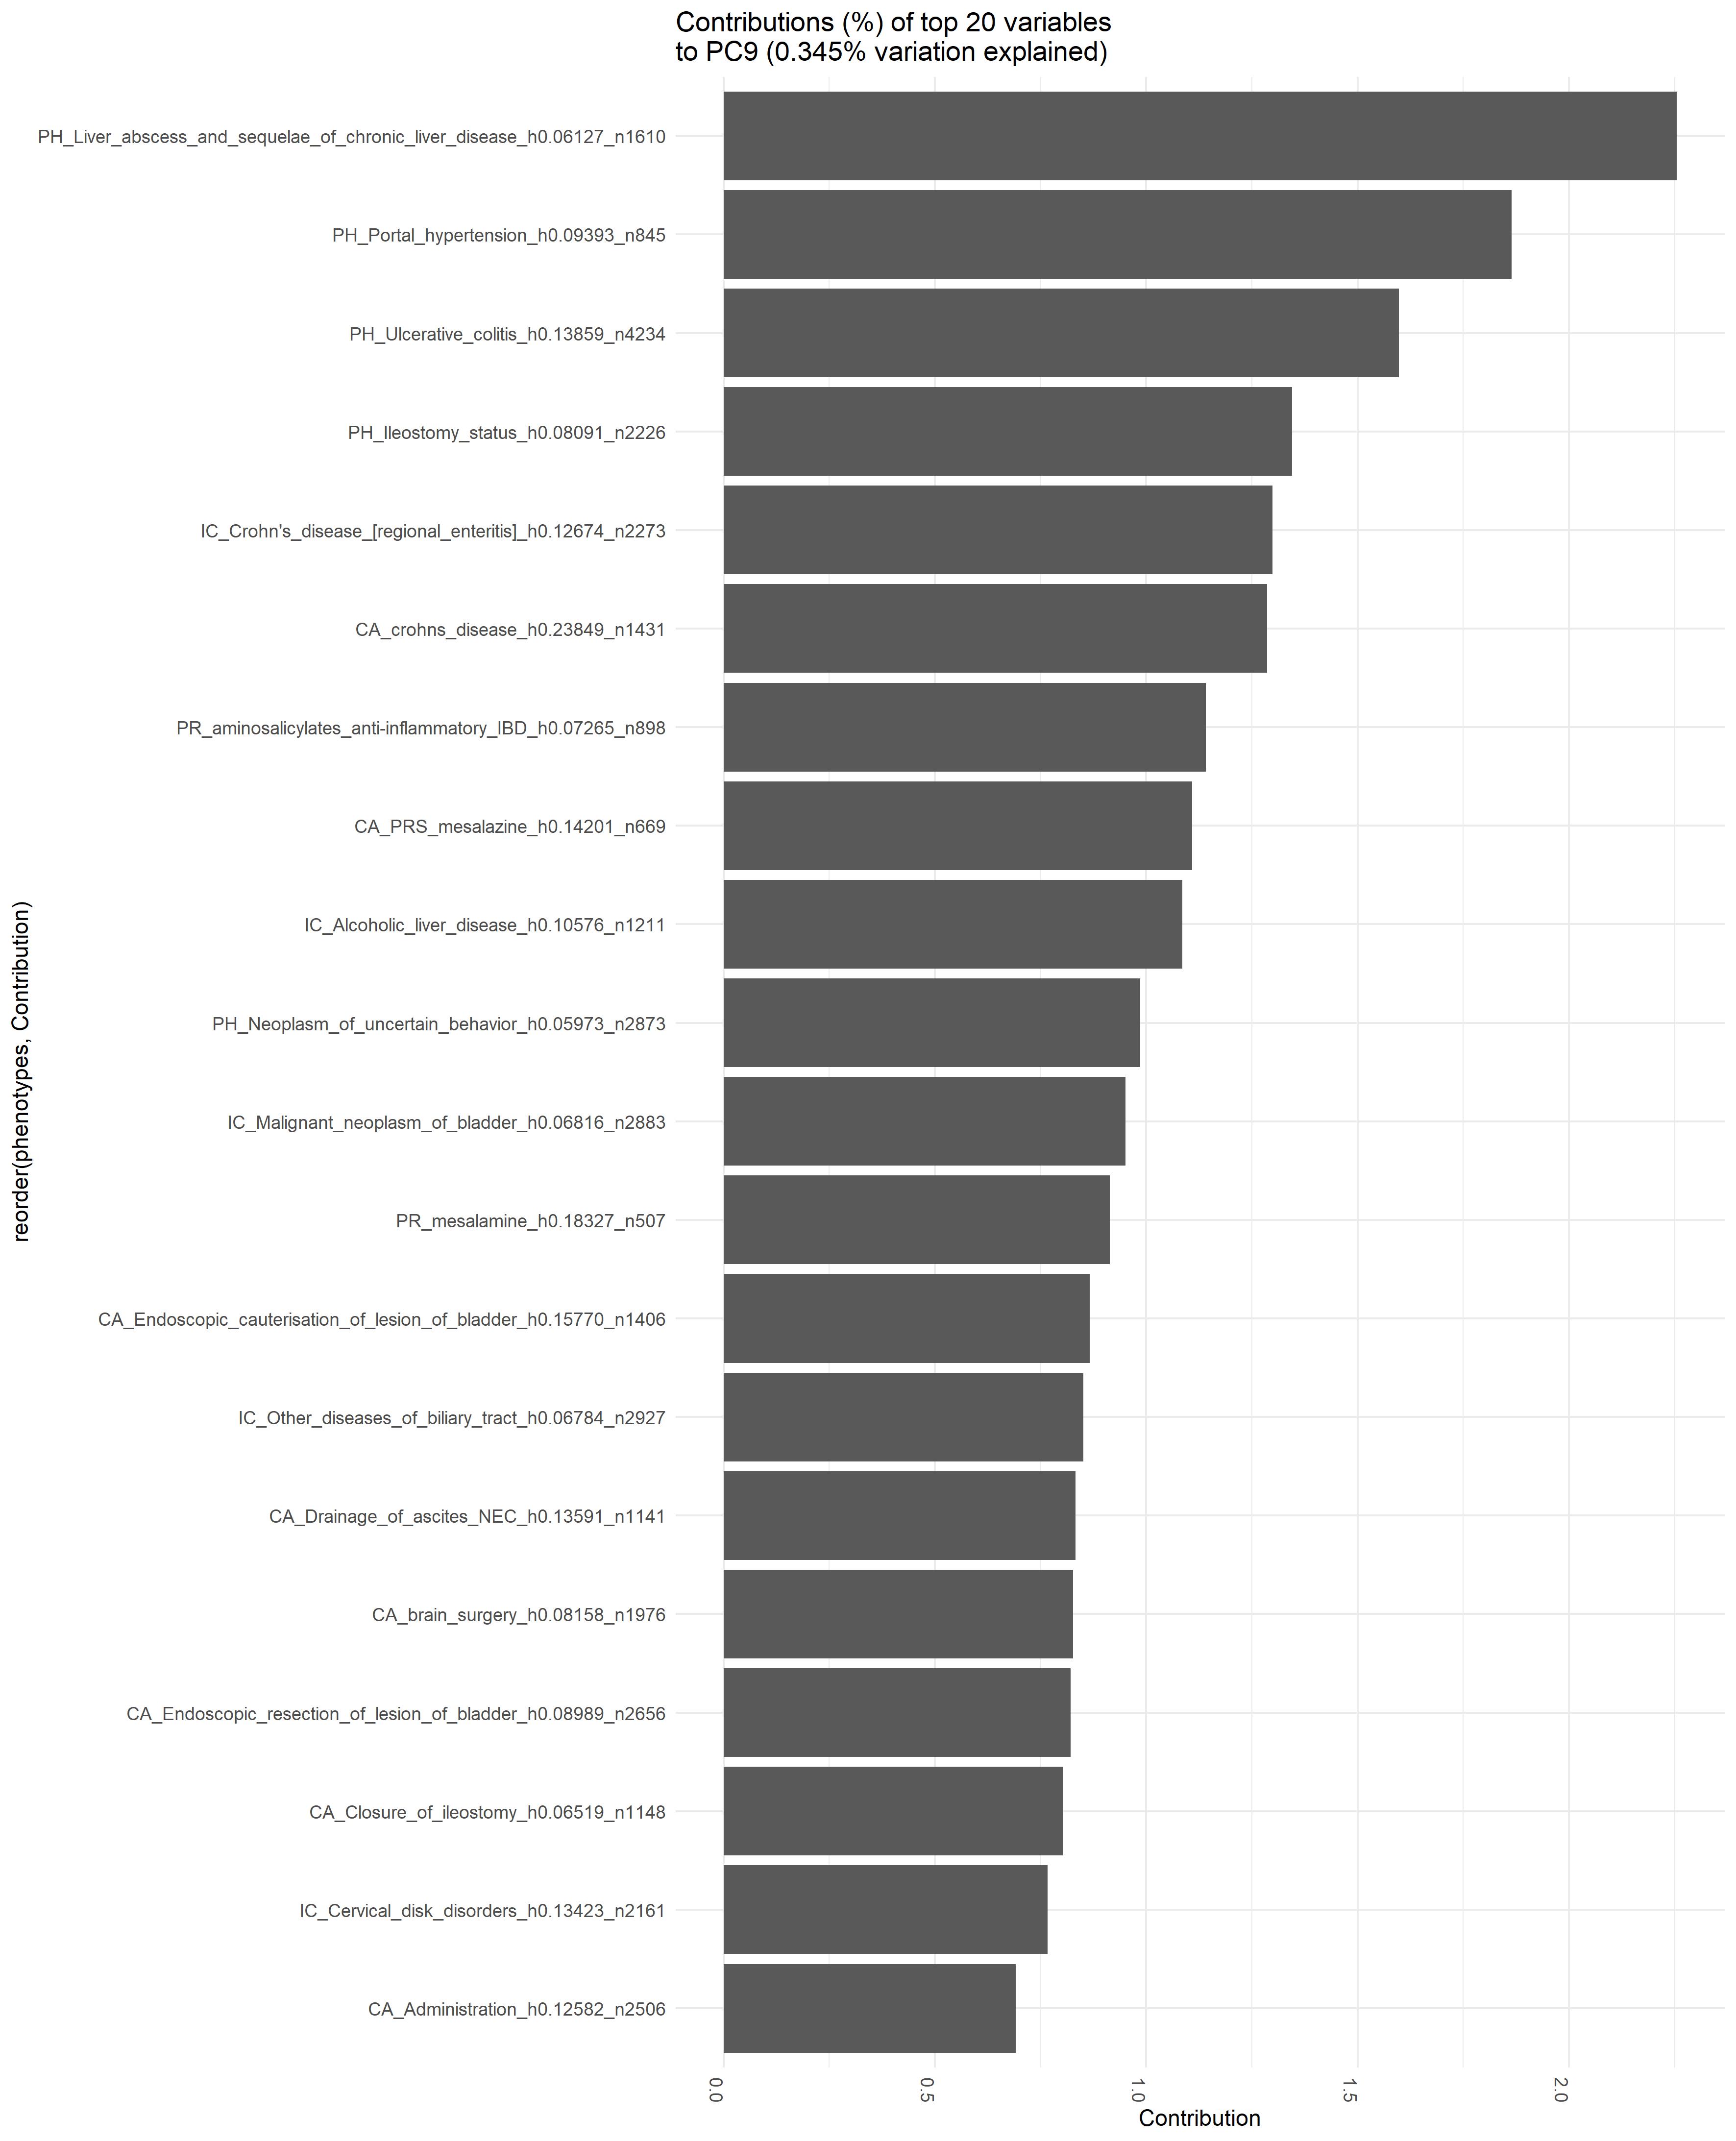 Contributions (%) of top 20 variables
to PC9 (0.345% variation explained)
PH_Liver_abscess_and_sequelae_of_chronic_liver_disease_h0.06127_n1610
PH_Portal_hypertension_h0.09393_n845
PH_Ulcerative_colitis_h0.13859_n4234
PH_Ileostomy_status_h0.08091_n2226
IC_Crohn's_disease_[regional_enteritis]_h0.12674_n2273
CA_crohns_disease_h0.23849_n1431
PR_aminosalicylates_anti-inflammatory_IBD_h0.07265_n898
CA_PRS_mesalazine_h0.14201_n669
IC_Alcoholic_liver_disease_h0.10576_n1211
PH_Neoplasm_of_uncertain_behavior_h0.05973_n2873
IC_Malignant_neoplasm_of_bladder_h0.06816_n2883
PR_mesalamine_h0.18327_n507
CA_Endoscopic_cauterisation_of_lesion_of_bladder_h0.15770_n1406
IC_Other_diseases_of_biliary_tract_h0.06784_n2927
CA_Drainage_of_ascites_NEC_h0.13591_n1141
CA_brain_surgery_h0.08158_n1976
CA_Endoscopic_resection_of_lesion_of_bladder_h0.08989_n2656
CA_Closure_of_ileostomy_h0.06519_n1148
IC_Cervical_disk_disorders_h0.13423_n2161
CA_Administration_h0.12582_n2506
reorder(phenotypes, Contribution)
0.0
0.5
1.0
1.5
2.0
Contribution